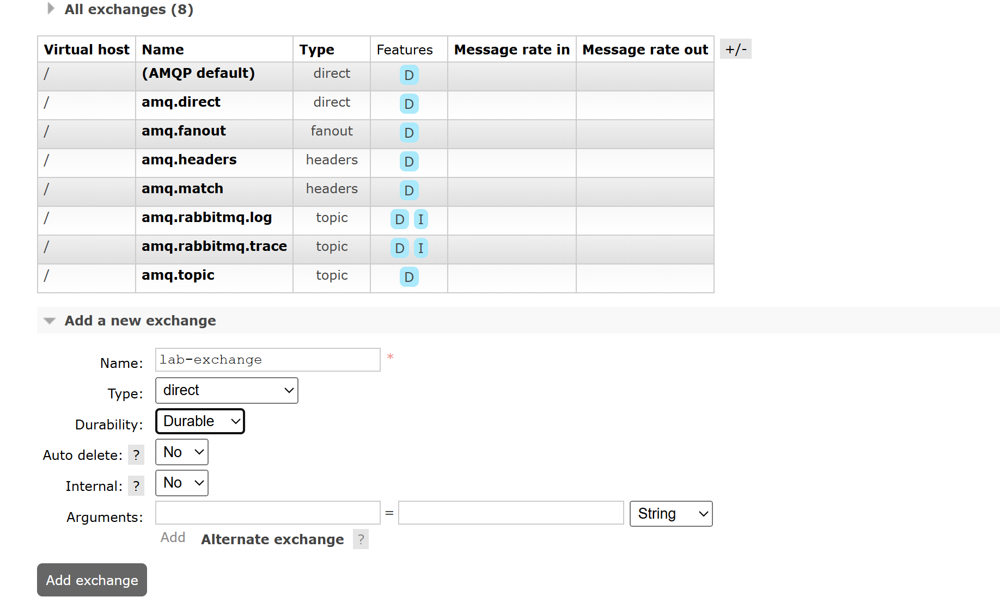 All exchanges (8)
Virtual host Name Type Features Message rate in Message rate out +/-
/ (AMQP default) direct D
/ amq.direct direct D
/ amq.fanout fanout D
/ amq.headers headers D
/ amq.match headers D
/ amq.rabbitmq.log topic D I
/ amq.rabbitmq.trace topic D I
/ amq.topic topic D
Add a new exchange
Name: lab-exchange *
Type: direct
Durability: Durable
Auto delete: ? No
Internal: ? No
Arguments: = String
Add Alternate exchange ?
Add exchange